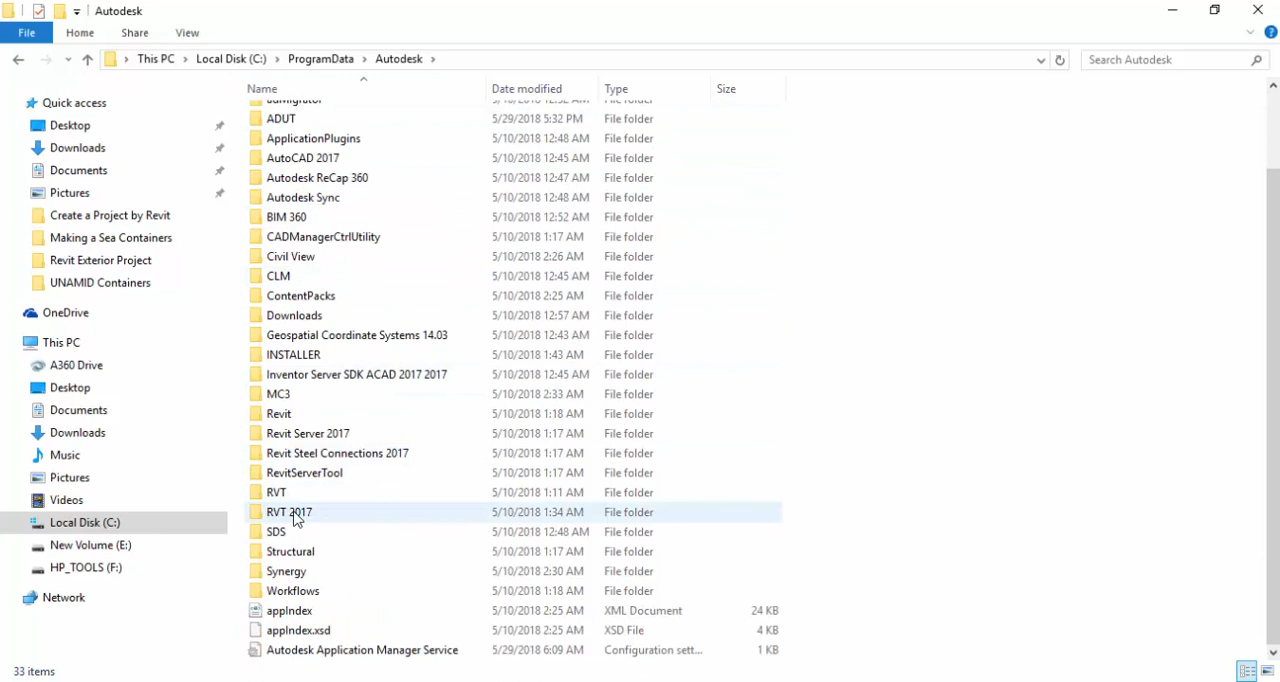 Autodesk
File Home Share View
This PC Local Disk (C:) ProgramData Autodesk
Search Autodesk
Name Date modified Type Size
Quick access
Desktop
Downloads
Documents
Pictures
Create a Project by Revit
Making a Sea Containers
Revit Exterior Project
UNAMID Containers
OneDrive
This PC
A360 Drive
Desktop
Documents
Downloads
Music
Pictures
Videos
Local Disk (C:)
New Volume (E:)
HP_TOOLS (F:)
Network
ADUT 5/29/2018 5:32 PM File folder
ApplicationPlugins 5/10/2018 12:48 AM File folder
AutoCAD 2017 5/10/2018 12:45 AM File folder
Autodesk ReCap 360 5/10/2018 12:47 AM File folder
Autodesk Sync 5/10/2018 12:48 AM File folder
BIM 360 5/10/2018 12:52 AM File folder
CADManagerCtrlUtility 5/10/2018 1:17 AM File folder
Civil View 5/10/2018 2:26 AM File folder
CLM 5/10/2018 12:45 AM File folder
ContentPacks 5/10/2018 2:25 AM File folder
Downloads 5/10/2018 12:57 AM File folder
Geospatial Coordinate Systems 14.03 5/10/2018 12:43 AM File folder
INSTALLER 5/10/2018 1:43 AM File folder
Inventor Server SDK ACAD 2017 2017 5/10/2018 12:45 AM File folder
MC3 5/10/2018 2:33 AM File folder
Revit 5/10/2018 1:18 AM File folder
Revit Server 2017 5/10/2018 1:17 AM File folder
Revit Steel Connections 2017 5/10/2018 1:17 AM File folder
RevitServerTool 5/10/2018 1:17 AM File folder
RVT 5/10/2018 1:11 AM File folder
RVT 2017 5/10/2018 1:34 AM File folder
SDS 5/10/2018 12:48 AM File folder
Structural 5/10/2018 1:17 AM File folder
Synergy 5/10/2018 2:30 AM File folder
Workflows 5/10/2018 1:18 AM File folder
appIndex 5/10/2018 2:25 AM XML Document 24 KB
appIndex.xsd 5/10/2018 2:25 AM XSD File 4 KB
Autodesk Application Manager Service 5/29/2018 6:09 AM Configuration sett... 1 KB
33 items